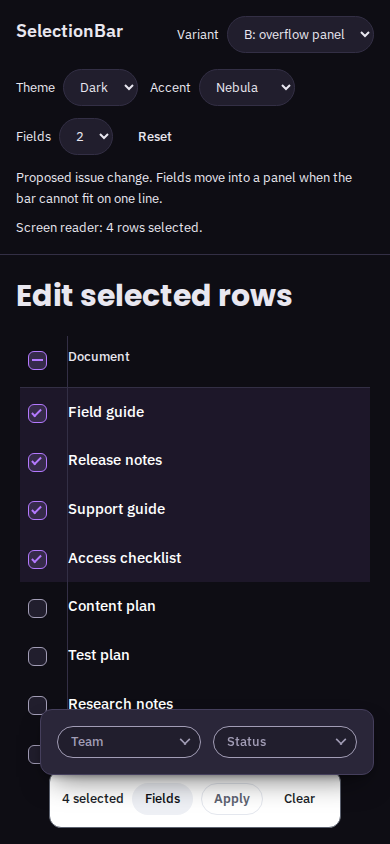 SelectionBar
Variant B: overflow panel
Theme Dark Accent Nebula
Fields 2 Reset
Proposed issue change. Fields move into a panel when the
bar cannot fit on one line.
Screen reader: 4 rows selected.
Edit selected rows
Document
Field guide
Release notes
Support guide
Access checklist
Content plan
Test plan
Research notes
Team Status
4 selected Fields Apply Clear